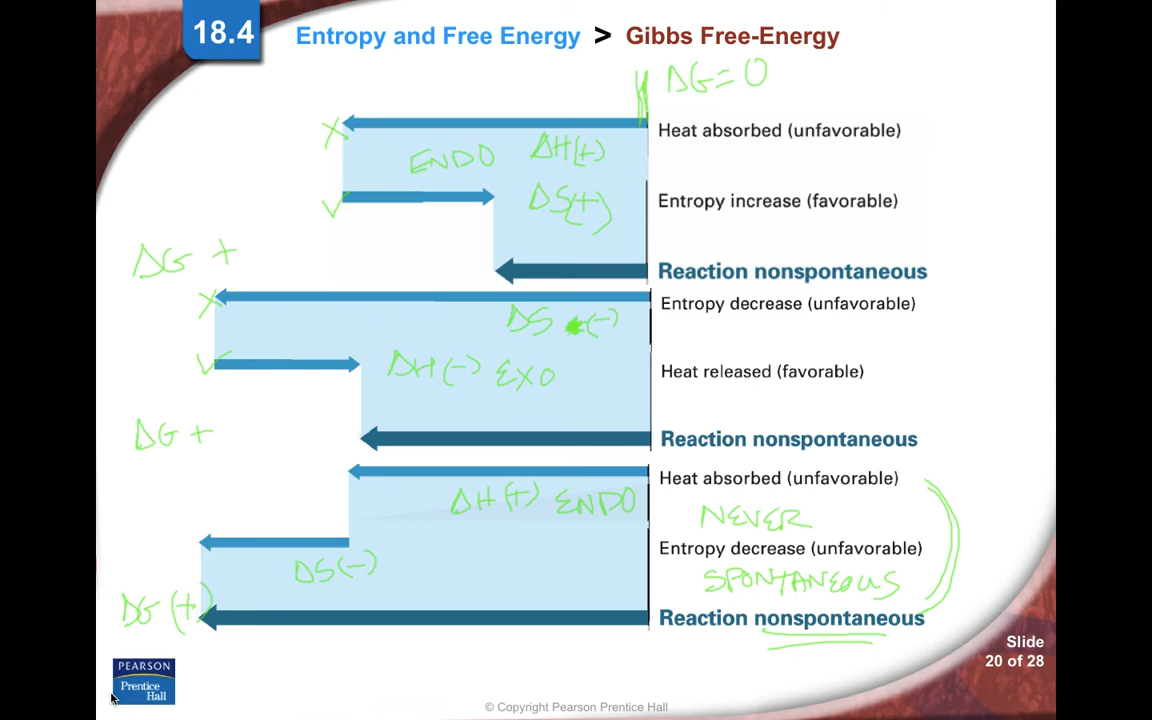 18.4
Entropy and Free Energy > Gibbs Free-Energy
ΔG = 0
X
Heat absorbed (unfavorable)
ENDO ΔH(+)
✓
ΔS(+)
Entropy increase (favorable)
ΔG +
Reaction nonspontaneous
X
Entropy decrease (unfavorable)
ΔS (-)
✓
ΔH(-) EXO
Heat released (favorable)
ΔG +
Reaction nonspontaneous
Heat absorbed (unfavorable)
ΔH(+) ENDO
NEVER
Entropy decrease (unfavorable)
ΔS(-)
SPONTANEOUS
ΔG (+)
Reaction nonspontaneous
Slide
20 of 28
PEARSON
Prentice
Hall
© Copyright Pearson Prentice Hall